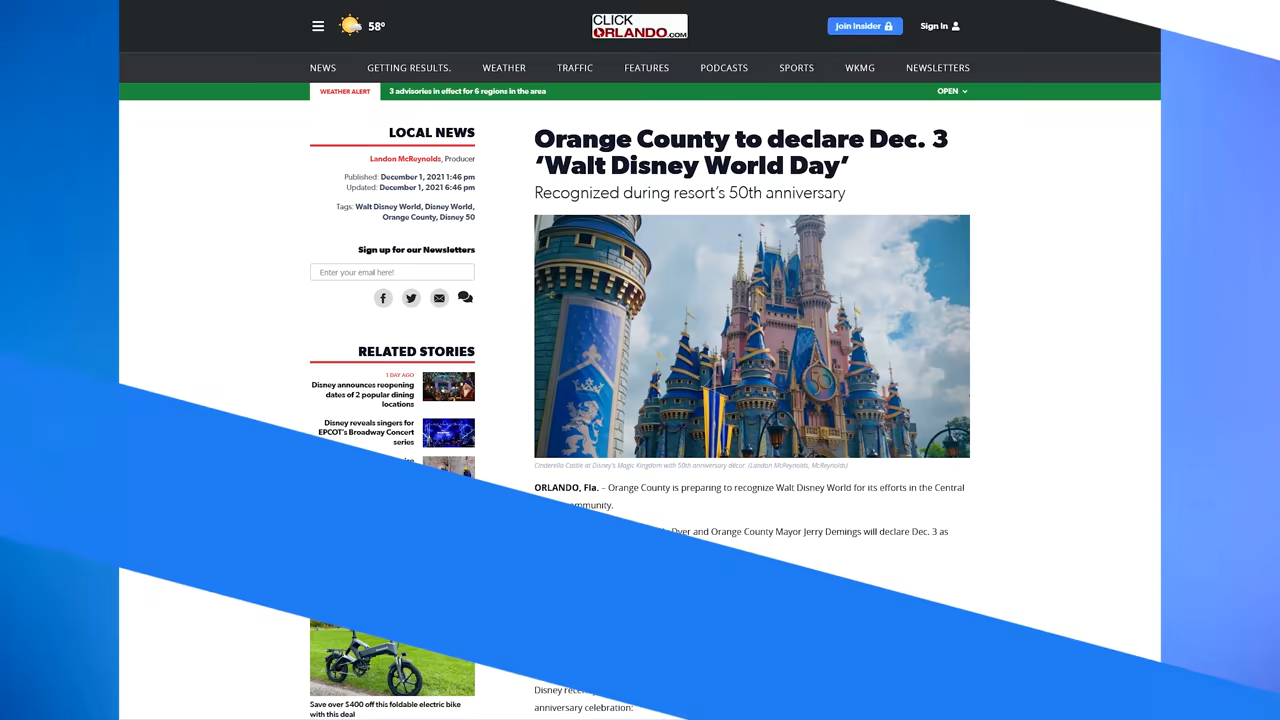 58°
CLICK
ORLANDO.COM
Join Insider
Sign In
NEWS
GETTING RESULTS.
WEATHER
TRAFFIC
FEATURES
PODCASTS
SPORTS
WKMG
NEWSLETTERS
WEATHER ALERT
3 advisories in effect for 6 regions in the area
OPEN
LOCAL NEWS
Landon McReynolds, Producer
Published: December 1, 2021 1:46 pm
Updated: December 1, 2021 6:46 pm
Tags: Walt Disney World, Disney World,
Orange County, Disney 50
Sign up for our Newsletters
Enter your email here!
RELATED STORIES
1 DAY AGO
Disney announces reopening
dates of 2 popular dining
locations
Disney reveals singers for
EPCOT's Broadway Concert
series
Save over $400 off this foldable electric bike
with this deal
Orange County to declare Dec. 3
‘Walt Disney World Day’
Recognized during resort’s 50th anniversary
50
Cinderella Castle at Disney's Magic Kingdom with 50th anniversary décor. (Landon McReynolds, McReynolds)
ORLANDO, Fla. – Orange County is preparing to recognize Walt Disney World for its efforts in the Central
Dyer and Orange County Mayor Jerry Demings will declare Dec. 3 as
Disney
anniversary celebration: